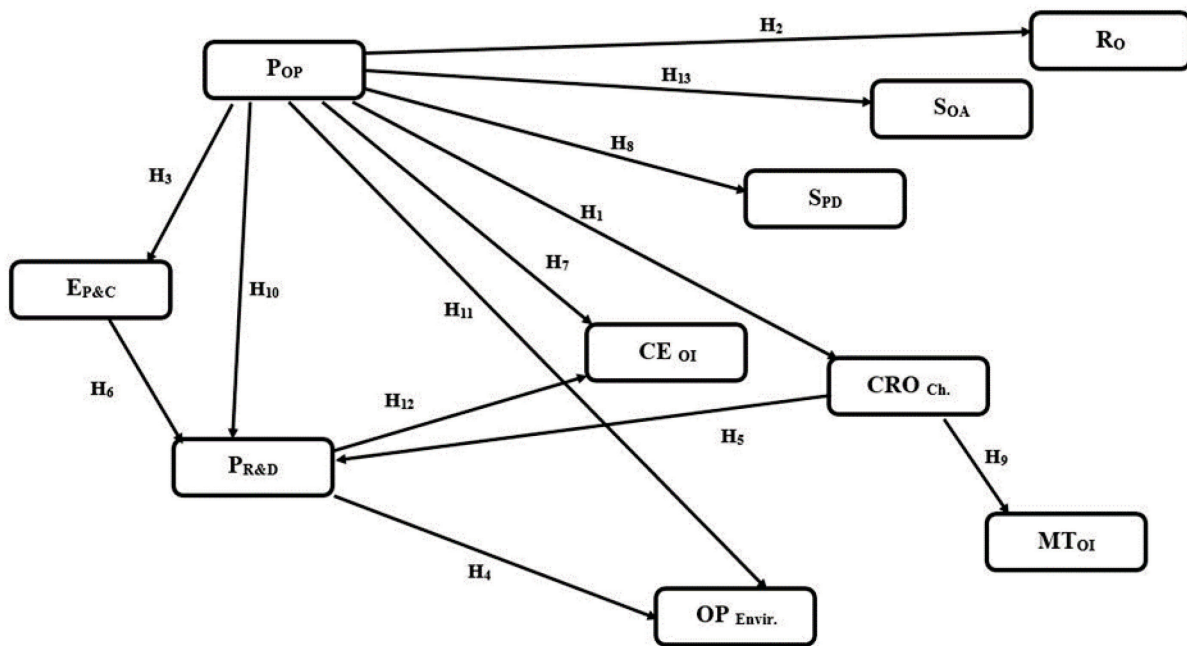 H2
RO
POP
H13
SOA
H8
SPD
H3
H1
H7
EP&C
H10
H11
CE OI
CRO Ch.
H6
H12
H5
PR&D
H9
MTOI
H4
OP Envir.